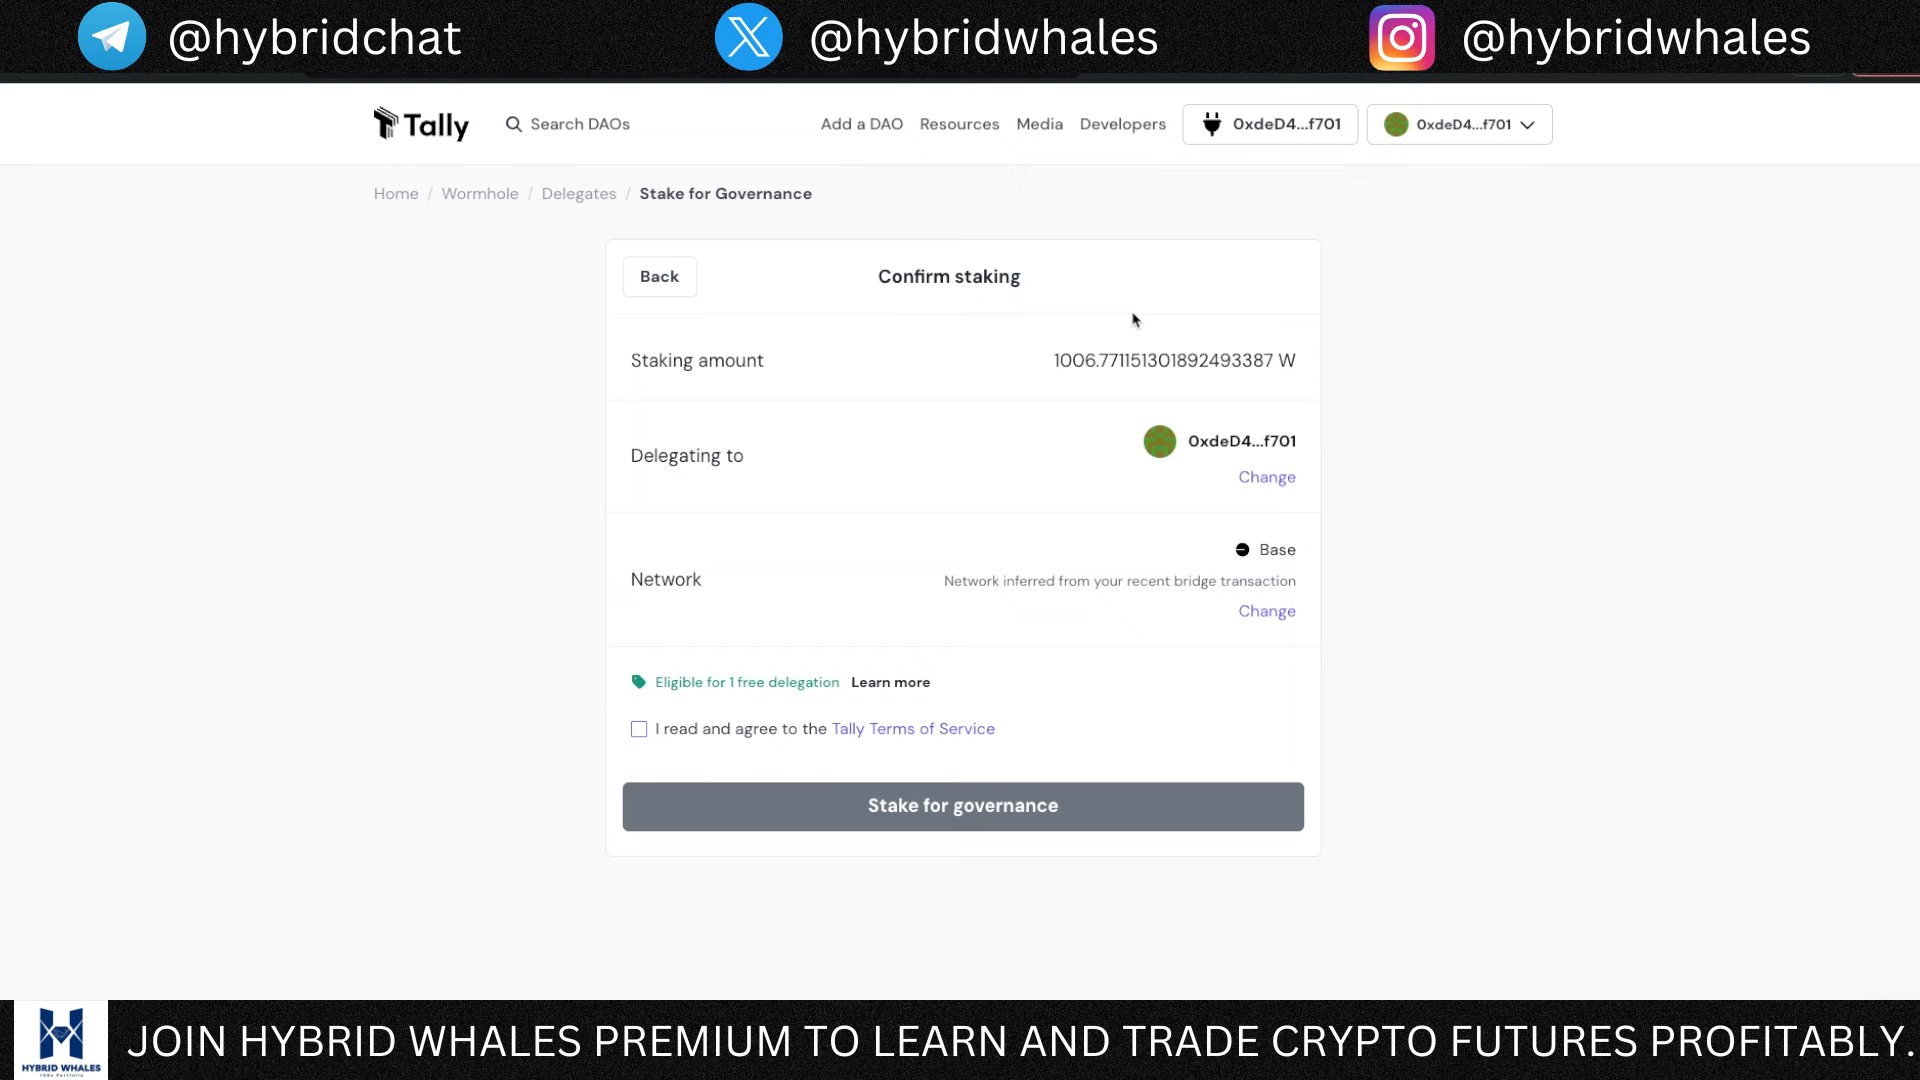 @hybridchat
@hybridwhales
@hybridwhales
Tally
Search DAOs
Add a DAO
Resources
Media
Developers
0xdeD4...f701
0xdeD4...f701
Home / Wormhole / Delegates / Stake for Governance
Back
Confirm staking
Staking amount
1006.771151301892493387 W
Delegating to
0xdeD4...f701
Change
Network
Base
Network inferred from your recent bridge transaction
Change
Eligible for 1 free delegation Learn more
I read and agree to the Tally Terms of Service
Stake for governance
HYBRID WHALES
JOIN HYBRID WHALES PREMIUM TO LEARN AND TRADE CRYPTO FUTURES PROFITABLY.